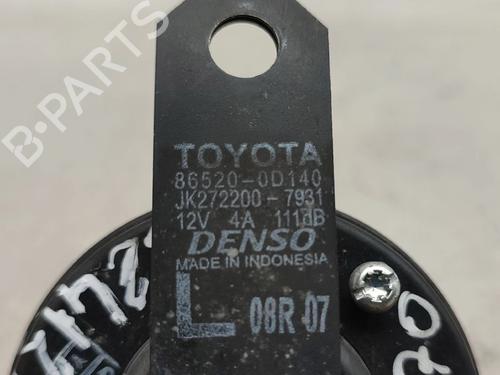 B-PARTS
TOYOTA
86520-0D140
JK272200-7931
12V 4A 111dB
DENSO
MADE IN INDONESIA
L 08R 07